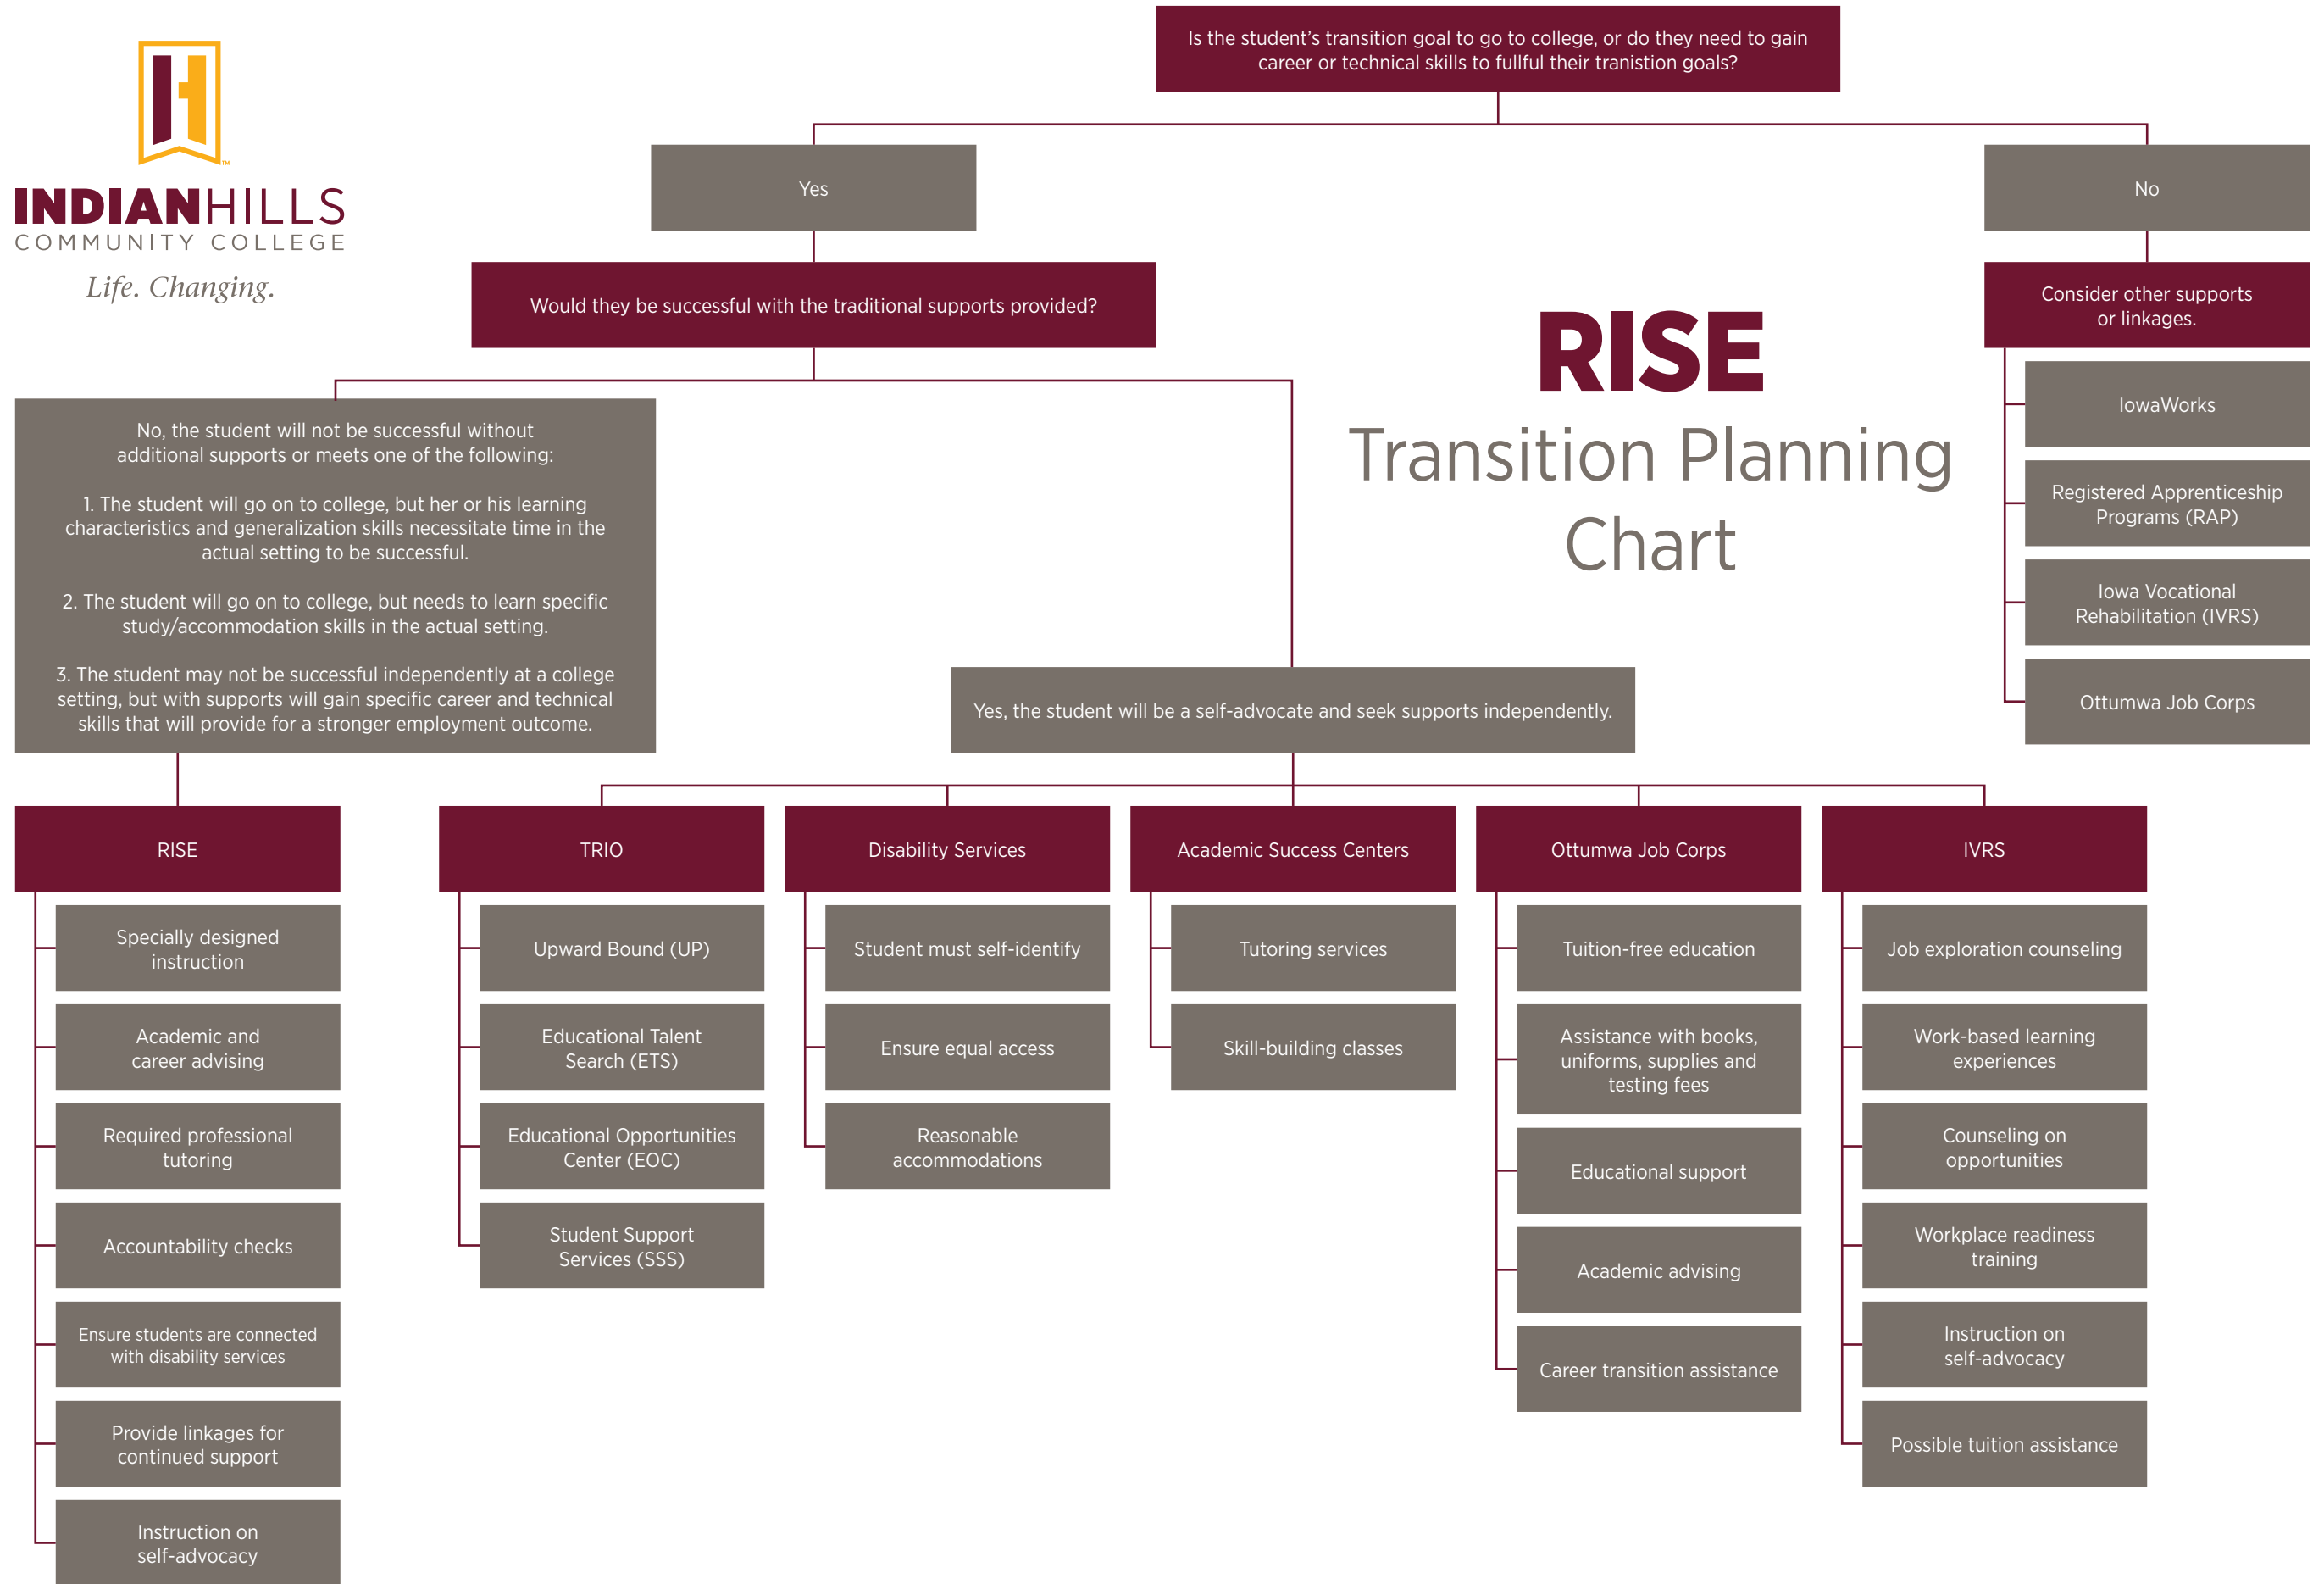 Is the student's transition goal to go to college, or do they need to gain
career or technical skills to fullful their tranistion goals?
TM
INDIANHILLS
COMMUNITY COLLEGE
Life. Changing.
Yes
No
Would they be successful with the traditional supports provided?
Consider other supports
or linkages.
RISE
Transition Planning
Chart
IowaWorks
Registered Apprenticeship
Programs (RAP)
Iowa Vocational
Rehabilitation (IVRS)
Ottumwa Job Corps
No, the student will not be successful without
additional supports or meets one of the following:
1. The student will go on to college, but her or his learning
characteristics and generalization skills necessitate time in the
actual setting to be successful.
2. The student will go on to college, but needs to learn specific
study/accommodation skills in the actual setting.
3. The student may not be successful independently at a college
setting, but with supports will gain specific career and technical
skills that will provide for a stronger employment outcome.
Yes, the student will be a self-advocate and seek supports independently.
RISE
Specially designed
instruction
Academic and
career advising
Required professional
tutoring
Accountability checks
Ensure students are connected
with disability services
Provide linkages for
continued support
Instruction on
self-advocacy
TRIO
Upward Bound (UP)
Educational Talent
Search (ETS)
Educational Opportunities
Center (EOC)
Student Support
Services (SSS)
Disability Services
Student must self-identify
Ensure equal access
Reasonable
accommodations
Academic Success Centers
Tutoring services
Skill-building classes
Ottumwa Job Corps
Tuition-free education
Assistance with books,
uniforms, supplies and
testing fees
Educational support
Academic advising
Career transition assistance
IVRS
Job exploration counseling
Work-based learning
experiences
Counseling on
opportunities
Workplace readiness
training
Instruction on
self-advocacy
Possible tuition assistance